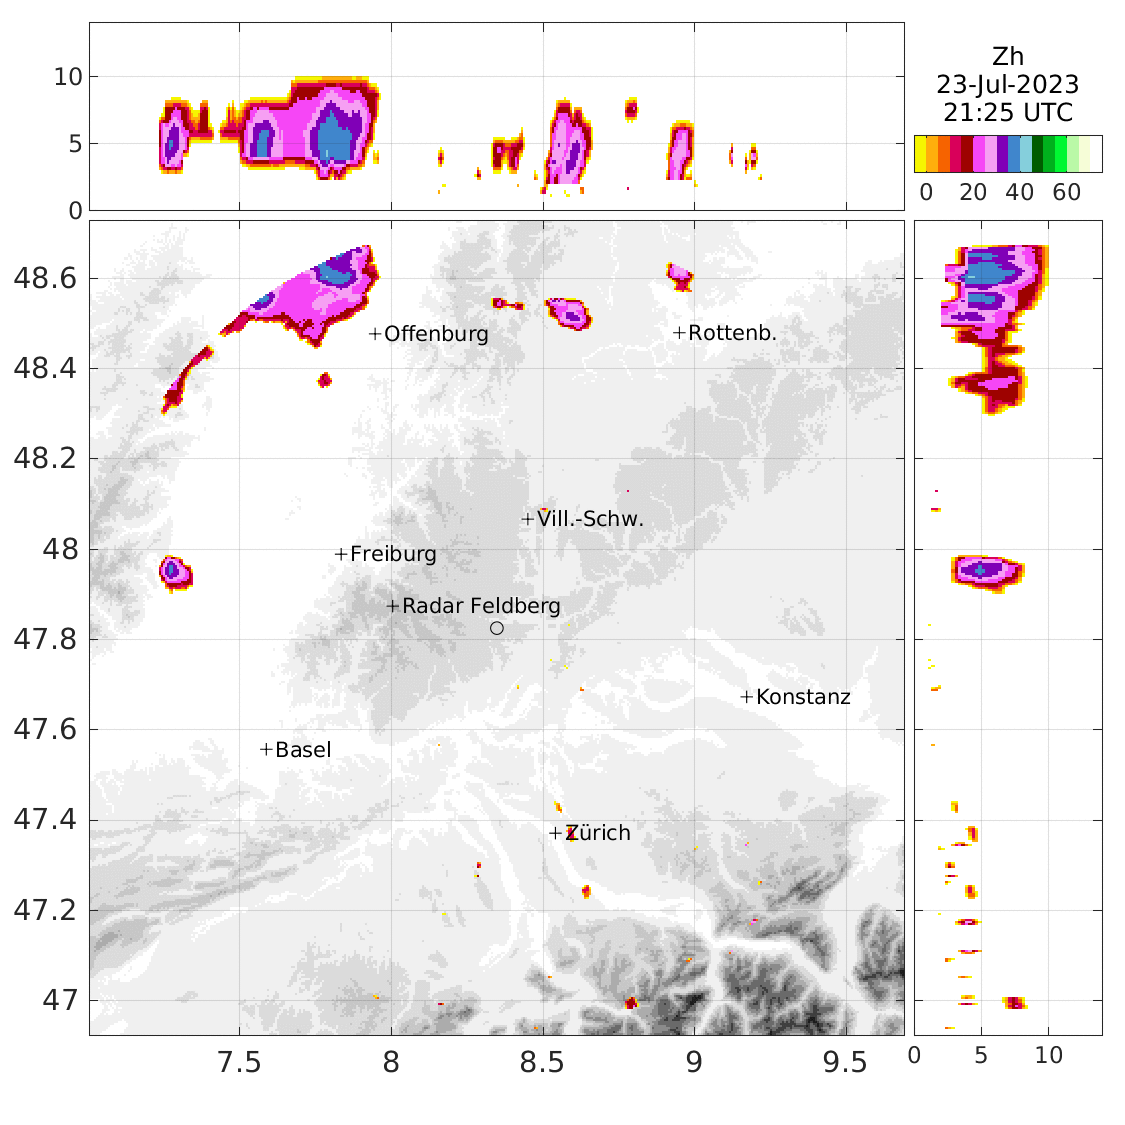 10
5
0
Zh
23-Jul-2023
21:25 UTC
0 20 40 60
48.6
48.4
48.2
48
47.8
47.6
47.4
47.2
47
Offenburg
Rottenb.
Vill.-Schw.
Freiburg
Radar Feldberg
Konstanz
Basel
Zürich
7.5 8 8.5 9 9.5
0 5 10